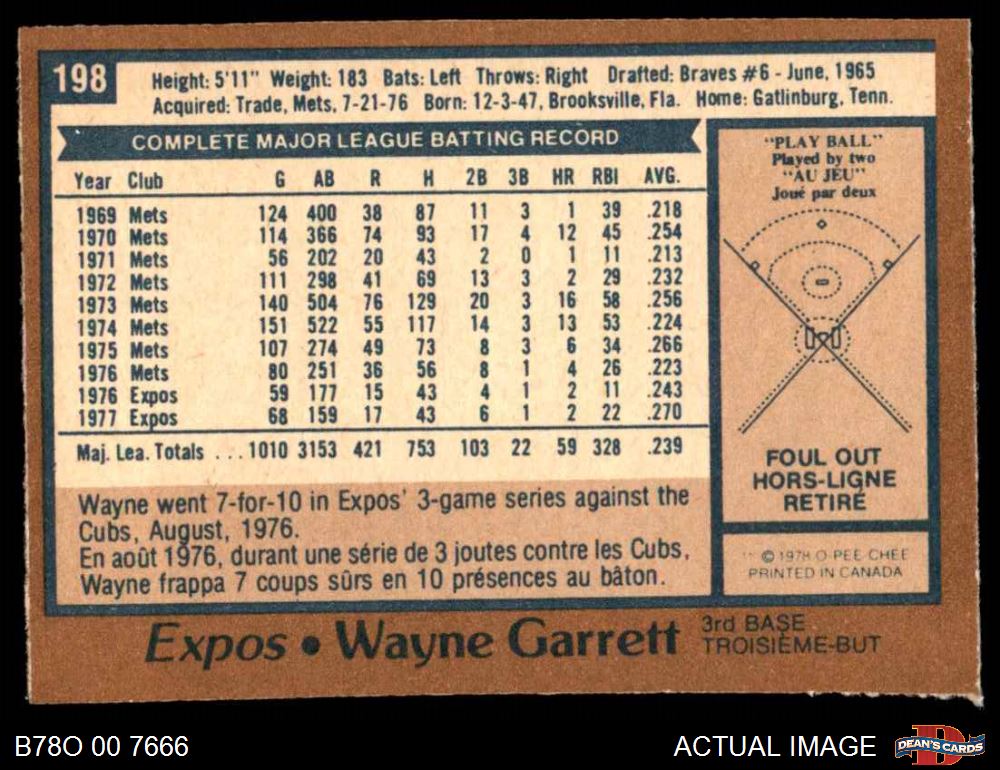 198
Height: 5'11" Weight: 183 Bats: Left Throws: Right Drafted: Braves #6 - June, 1965
Acquired: Trade, Mets, 7-21-76 Born: 12-3-47, Brooksville, Fla. Home: Gatlinburg, Tenn.
COMPLETE MAJOR LEAGUE BATTING RECORD
Year Club G AB R H 2B 3B HR RBI AVG.
1969 Mets 124 400 38 87 11 3 1 39 .218
1970 Mets 114 366 74 93 17 4 12 45 .254
1971 Mets 56 202 20 43 2 0 1 11 .213
1972 Mets 111 298 41 69 13 3 2 29 .232
1973 Mets 140 504 76 129 20 3 16 58 .256
1974 Mets 151 522 55 117 14 3 13 53 .224
1975 Mets 107 274 49 73 8 3 6 34 .266
1976 Mets 80 251 36 56 8 1 4 26 .223
1976 Expos 59 177 15 43 4 1 2 11 .243
1977 Expos 68 159 17 43 6 1 2 22 .270
Maj. Lea. Totals ... 1010 3153 421 753 103 22 59 328 .239
Wayne went 7-for-10 in Expos' 3-game series against the
Cubs, August, 1976.
En août 1976, durant une série de 3 joutes contre les Cubs,
Wayne frappa 7 coups sûrs en 10 présences au bâton.
"PLAY BALL"
Played by two
"AU JEU"
Joué par deux
FOUL OUT
HORS-LIGNE
RETIRÉ
© 1978 O-PEE-CHEE
PRINTED IN CANADA
Expos • Wayne Garrett
3rd BASE
TROISIÈME-BUT
B78O 00 7666
ACTUAL IMAGE
DEAN'S CARDS